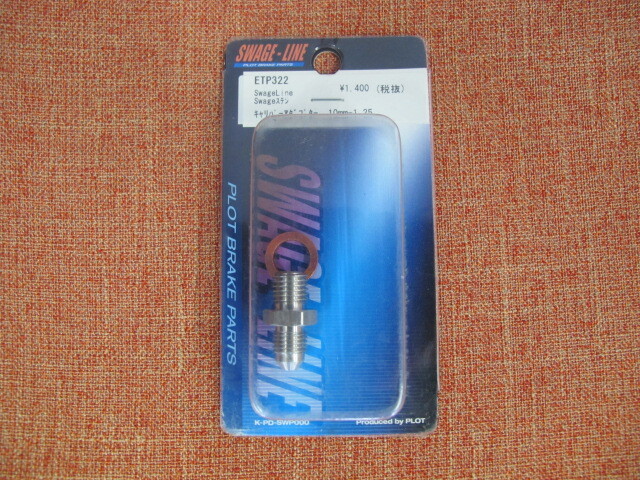 SWAGE-LINE
PLOT BRAKE PARTS
ETP322
SwageLine ¥1,400 (税抜)
Swageステン
キャリパーアダプター 10mm-1.25
SWAGE-LINE
PLOT BRAKE PARTS
K-PD-SWP000 Produced by PLOT